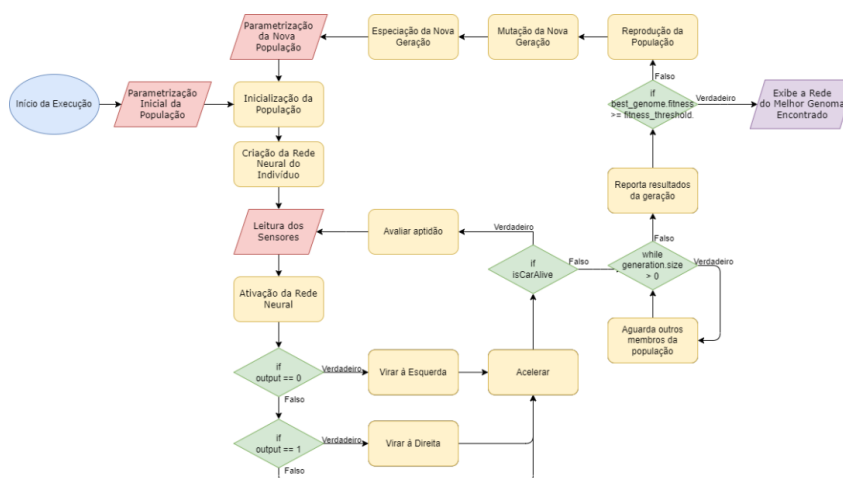 Parametrização
da Nova
População
Especiação da Nova
Geração
Mutação da Nova
Geração
Reprodução da
População
Falso
Início da Execução
Parametrização
Inicial da
População
Inicialização da
População
if
best_genome.fitness
>= fitness_threshold.
Verdadeiro
Exibe a Rede
do Melhor Genoma
Encontrado
Criação da Rede
Neural do
Indivíduo
Reporta resultados
da geração
Leitura dos
Sensores
Avaliar aptidão
Verdadeiro
if
isCarAlive
Falso
Falso
while
generation.size
> 0
Verdadeiro
Ativação da Rede
Neural
Aguarda outros
membros da
população
if
output == 0
Verdadeiro
Virar à Esquerda
Acelerar
Falso
if
output == 1
Verdadeiro
Virar à Direita
Falso